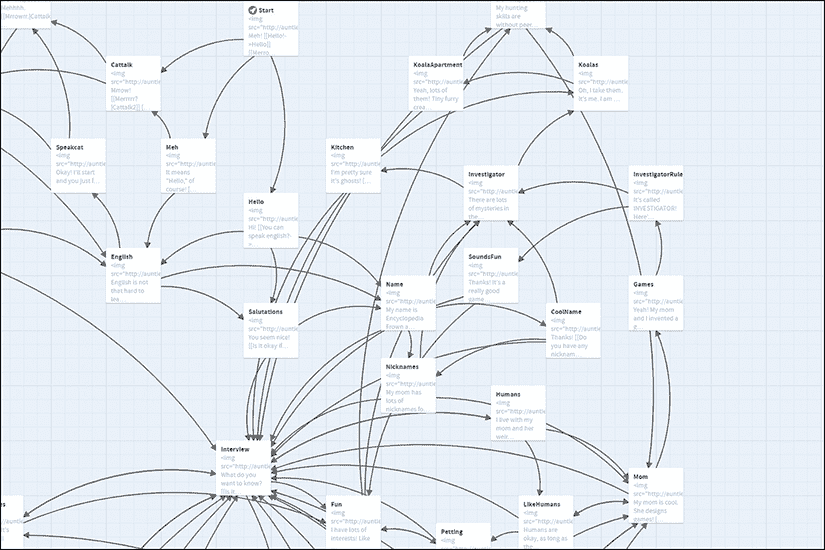 [[Mrrow!! [Cat
My hunting
skills are
without peer.
Start
<img
src="http://auntie
Meh! [[Hello!-
>Hello]]
[[Mrrro
Cattalk
<img
src="http://auntie
Mrrow!
[[Merrrr?
|Cattalk2]] [
KoalaApartment
<img
src="http://auntie
Yeah, lots of
them! Tiny furry
crea...
Koalas
<img
src="http://auntie
Oh, I take them.
It's me. I am ...
Speakcat
<img
src="http://auntie
Okay! I'll start
and you just f...
Meh
<img
src="http://auntie
It means
"Hello," of
course! [...
Kitchen
<img
src="http://auntie
I'm pretty sure
it's ghosts! [...
Investigator
<img
src="http://auntie
There are lots
of mysteries in
the
InvestigatorRule
<img
src="http://auntie
It's called
INVESTIGATOR!
Here'...
Hello
<img
src="http://auntie
Hi! [[You can
speak english?-
>
English
<img
src="http://auntie
English is not
that hard to
lea...
Name
<img
src="http://auntie
My name is
Encyclopedia
Frown a...
SoundsFun
<img
src="http://auntie
Thanks! It's a
really good
game
Games
<img
src="http://auntie
Yeah! My mom
and I invented a
g...
Salutations
<img
src="http://auntie
You seem nice!
[[Is it okay if...
CoolName
<img
src="http://auntie
Thanks! [[Do
you have any
nicknam...
Nicknames
<img
src="http://auntie
My mom has
lots of
nicknames fo
Humans
<img
src="http://auntie
I live with my
mom and her
weir...
Interview
<img
src="http://auntie
What do you
want to know?
Mom
<img
src="http://auntie
My mom is cool.
She designs
games! [...
Fun
<img
src="http://auntie
I have lots of
interests! Like
LikeHumans
<img
src="http://auntie
Humans are
okay, as long as
Petting
<img
src="http://auntie